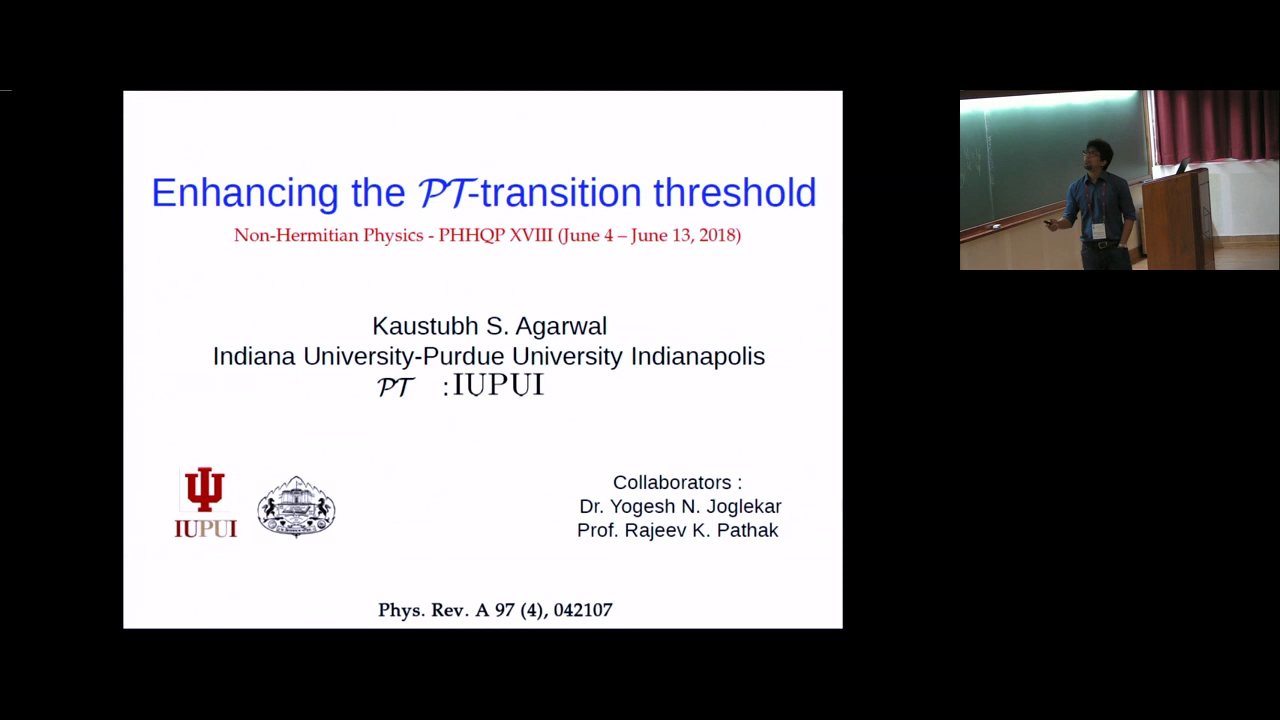 Enhancing the 𝒫𝒯-transition threshold
Non-Hermitian Physics - PHHQP XVIII (June 4 – June 13, 2018)
Kaustubh S. Agarwal
Indiana University-Purdue University Indianapolis
𝒫𝒯 : IUPUI
IUPUI
Collaborators :
Dr. Yogesh N. Joglekar
Prof. Rajeev K. Pathak
Phys. Rev. A 97 (4), 042107